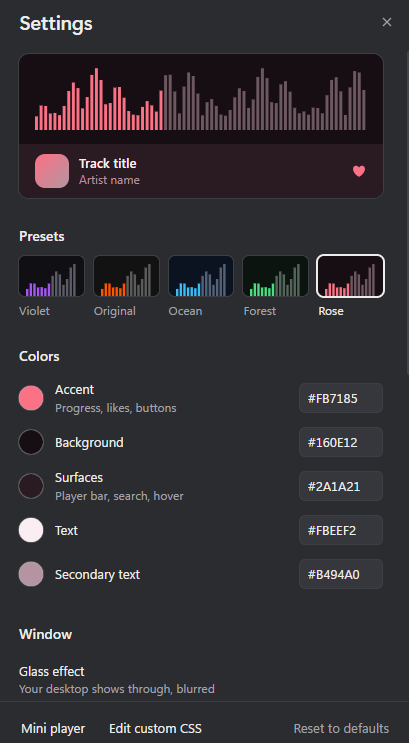 Settings
Track title
Artist name
Presets
Violet
Original
Ocean
Forest
Rose
Colors
Accent
Progress, likes, buttons
#FB7185
Background
#160E12
Surfaces
Player bar, search, hover
#2A1A21
Text
#FBEEF2
Secondary text
#B494A0
Window
Glass effect
Your desktop shows through, blurred
Mini player
Edit custom CSS
Reset to defaults